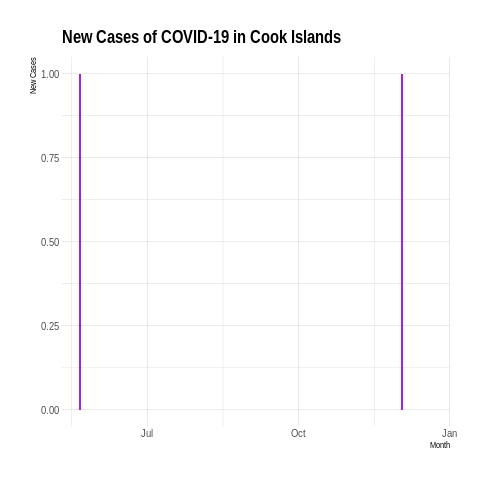 New Cases of COVID-19 in Cook Islands
New Cases
1.00
0.75
0.50
0.25
0.00
Jul
Oct
Jan
Month